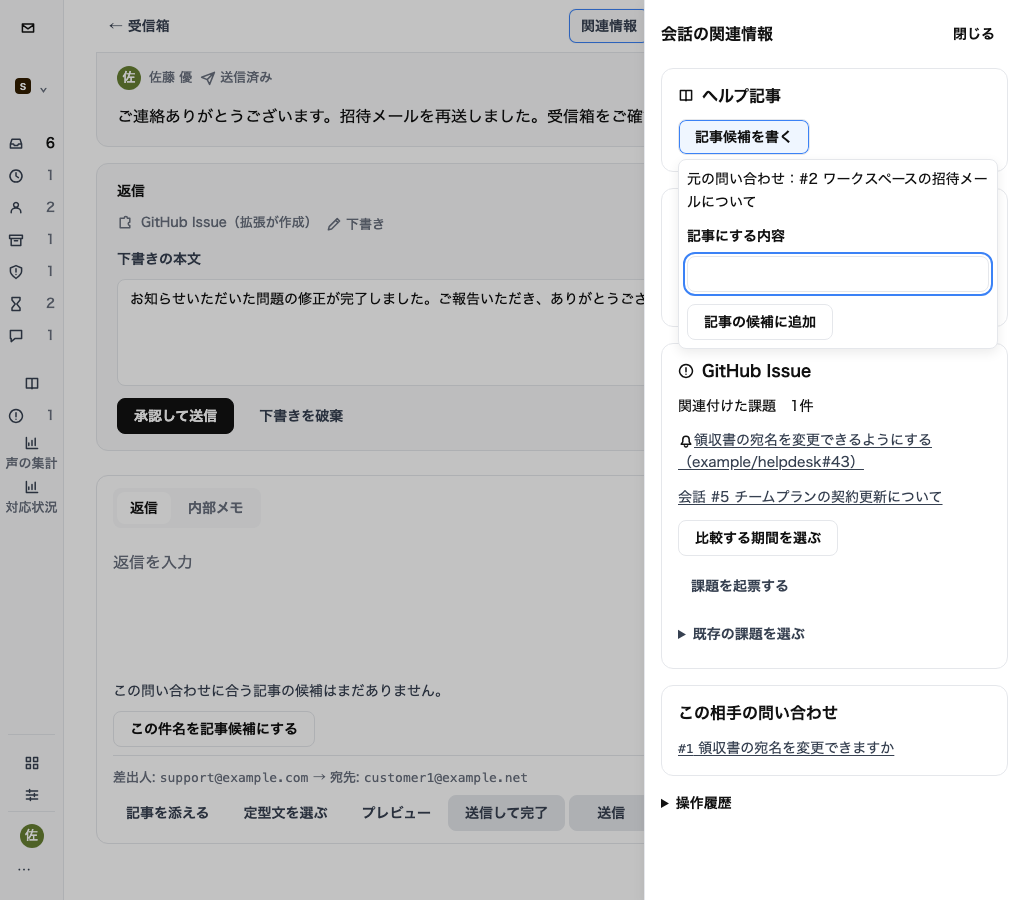 ← 受信箱
関連情報
S
6
1
2
1
1
2
1
1
声の集計
対応状況
佐
...
佐 佐藤 優 送信済み
ご連絡ありがとうございます。招待メールを再送しました。受信箱をご確
返信
GitHub Issue（拡張が作成） 下書き
下書きの本文
お知らせいただいた問題の修正が完了しました。ご報告いただき、ありがとうござ
承認して送信 下書きを破棄
返信 内部メモ
返信を入力
この問い合わせに合う記事の候補はまだありません。
この件名を記事候補にする
差出人: support@example.com → 宛先: customer1@example.net
記事を添える 定型文を選ぶ プレビュー 送信して完了 送信
会話の関連情報 閉じる
ヘルプ記事
記事候補を書く
元の問い合わせ：#2 ワークスペースの招待メー
ルについて
記事にする内容
記事の候補に追加
GitHub Issue
関連付けた課題 1件
領収書の宛名を変更できるようにする
（example/helpdesk#43）
会話 #5 チームプランの契約更新について
比較する期間を選ぶ
課題を起票する
▶ 既存の課題を選ぶ
この相手の問い合わせ
#1 領収書の宛名を変更できますか
▶ 操作履歴